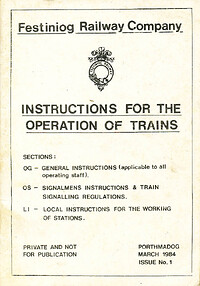 Festiniog Railway Company
INSTRUCTIONS FOR THE
OPERATION OF TRAINS
SECTIONS:
OG - GENERAL INSTRUCTIONS (applicable to all
operating staff).
OS - SIGNALMENS INSTRUCTIONS & TRAIN
SIGNALLING REGULATIONS.
LI - LOCAL INSTRUCTIONS FOR THE WORKING
OF STATIONS.
PRIVATE AND NOT
FOR PUBLICATION
PORTHMADOG
MARCH 1984
ISSUE No. 1